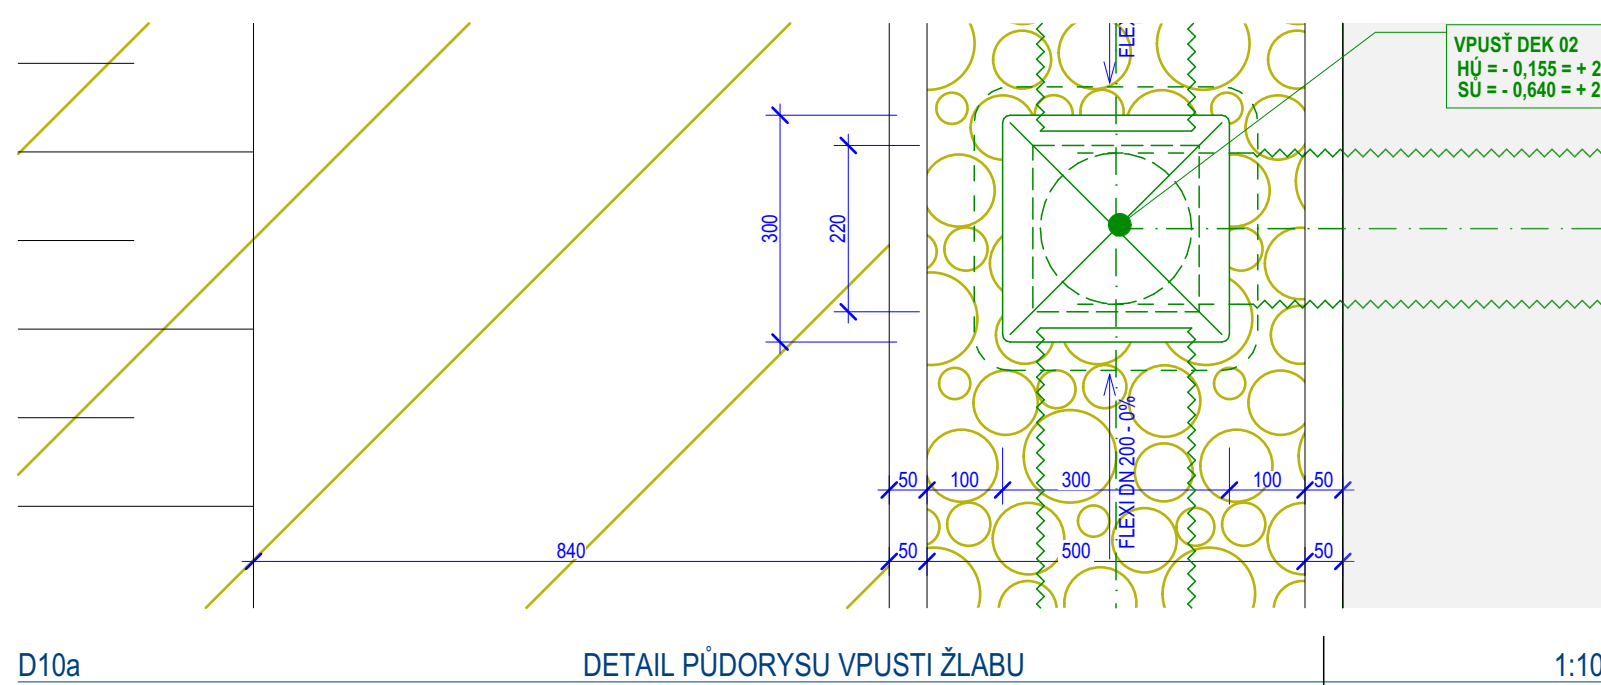 FLE
VPUSŤ DEK 02
HÚ = - 0,155 = + 2
SÚ = - 0,640 = + 2
300
220
FLEXI DN 200 - 0%
50
100
300
100
50
840
50
500
50
D10a
DETAIL PŮDORYSU VPUSTI ŽLABU
1:10